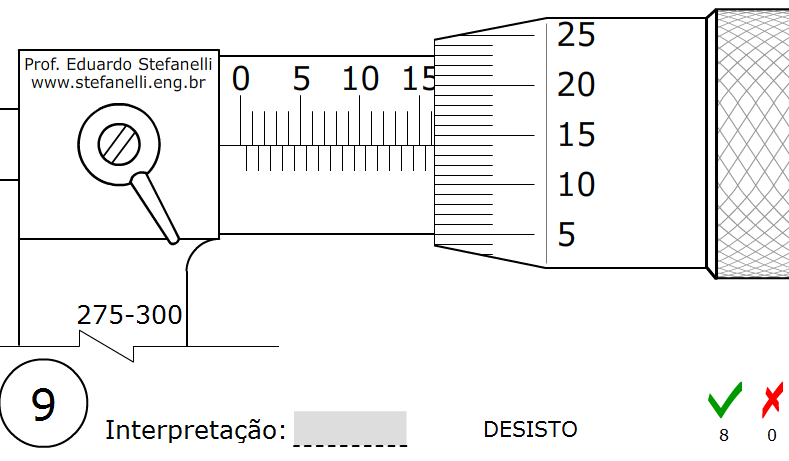 Prof. Eduardo Stefanelli
www.stefanelli.eng.br
0 5 10 15
25
20
15
10
5
275-300
9
Interpretação:
DESISTO
8 0